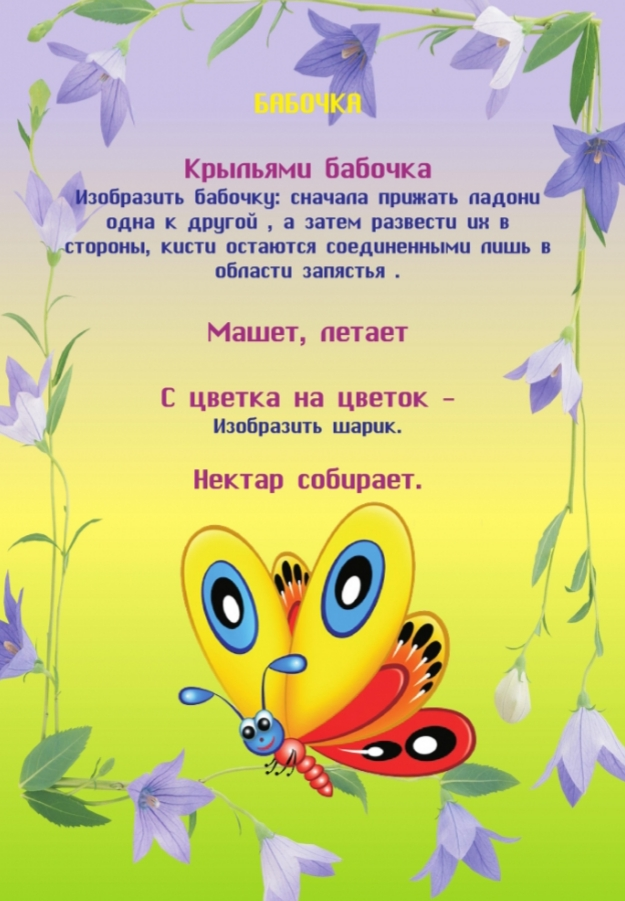 БАБОЧКА
Крыльями бабочка
Изобразить бабочку: сначала прижать ладони
одна к другой , а затем развести их в
стороны, кисти остаются соединенными лишь в
области запястья .
Машет, летает
С цветка на цветок -
Изобразить шарик.
Нектар собирает.